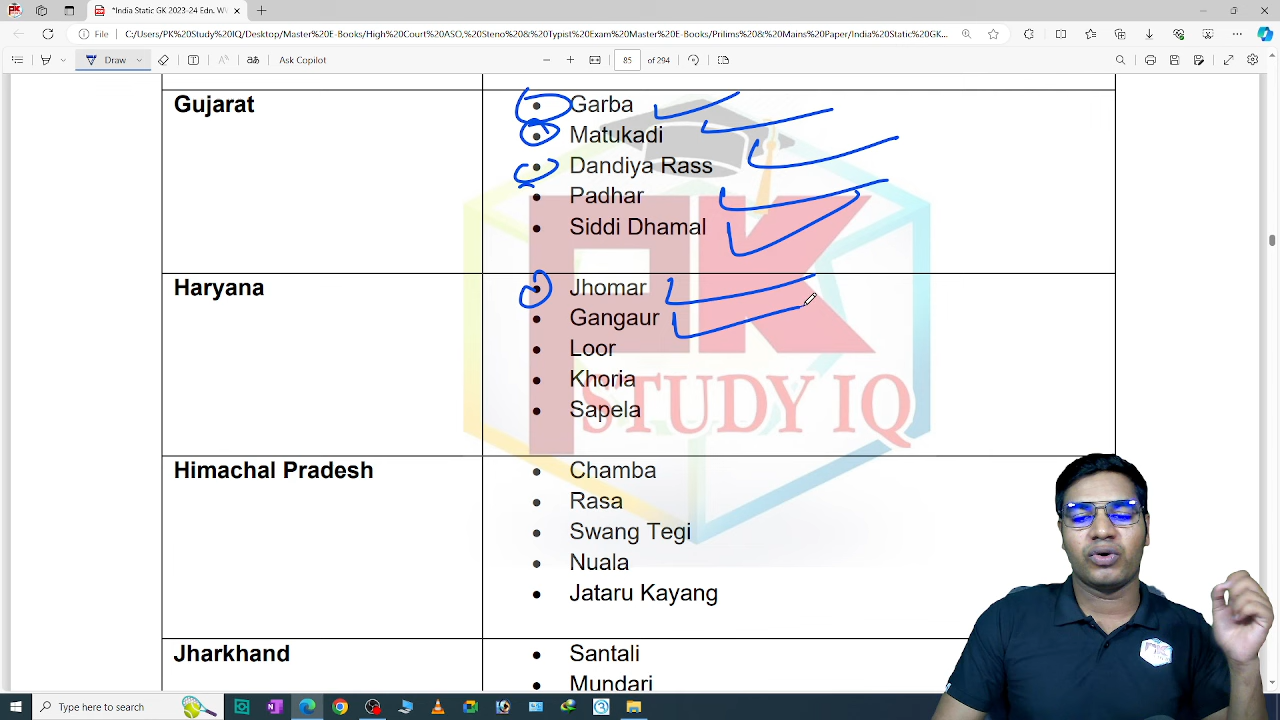 *India Static GK 2023-24 Edn. W
File
C:/Users/PK%20Study%20IQ/Desktop/Master%20E-Books/High%20Court%20ASO,%20Steno%20&%20Typist%20Exam%20Master%20E-Books/Prilims%20&%20Mains%20Paper/India%20Static%20GK...
Draw
Ask Copilot
85 of 294
Gujarat
Garba
Matukadi
Dandiya Rass
Padhar
Siddi Dhamal
Haryana
Jhomar
Gangaur
Loor
Khoria
Sapela
PK
STUDY IQ
Himachal Pradesh
Chamba
Rasa
Swang Tegi
Nuala
Jataru Kayang
Jharkhand
Santali
Mundari
Type here to search